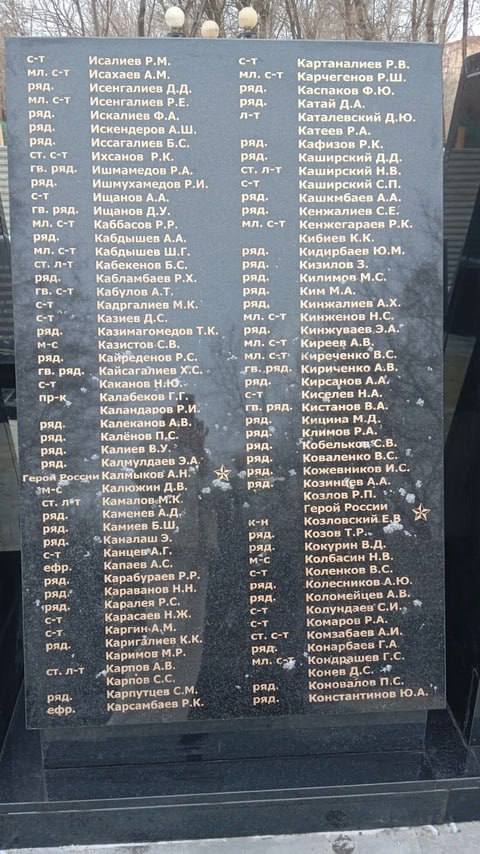 с-т Исалиев Р.М.
мл. с-т Исахаев А.М.
ряд. Исенгалиев Д.Д.
мл. с-т Исенгалиев Р.Е.
ряд. Искалиев Ф.А.
ряд. Искендеров А.Ш.
ряд. Иссагалиев Б.С.
ст. с-т Ихсанов Р.К.
гв. ряд. Ишмамедов Р.А.
ряд. Ишмухамедов Р.И.
с-т Ищанов А.А.
гв. ряд. Ищанов Д.У.
мл. с-т Каббасов Р.Р.
ряд. Кабдышев А.А.
мл. с-т Кабдышев Ш.Г.
ст. л-т Кабекенов Б.С.
ряд. Кабламбаев Р.Х.
гв. с-т Кабулов А.Т.
с-т Кадргалиев М.К.
с-т Казиев Д.С.
ряд. Казимагомедов Т.К.
м-с Казистов С.В.
ряд. Кайреденов Р.С.
гв. ряд. Кайсагалиев Х.С.
с-т Каканов Н.Ю.
пр-к Калабеков Г.Г.
Каландаров Р.И.
ряд. Калеканов А.В.
ряд. Калёнов П.С.
ряд. Калиев В.У.
ряд. Калмулдаев Э.А.
Герой России Калмыков А.Н.
м-с Калюжин Д.В.
ст. л-т Камалов М.К.
ряд. Каменев А.Д.
ряд. Камиев Б.Ш.
ряд. Каналаш Э.
с-т Канцев А.Г.
ефр. Капаев А.С.
ряд. Карабураев Р.Р.
ряд. Караванов Н.Н.
ряд. Каралея Р.С.
с-т Карасаев Н.Ж.
с-т Каргин А.М.
ряд. Каригалиев К.К.
Каримов М.Р.
ст. л-т Карпов А.В.
Карпов С.С.
ряд. Карпутцев С.М.
ефр. Карсамбаев Р.К.
с-т Картаналиев Р.В.
мл. с-т Карчегенов Р.Ш.
ряд. Каспаков Ф.Ю.
ряд. Катай Д.А.
л-т Каталевский Д.Ю.
Катеев Р.А.
ряд. Кафизов Р.К.
ряд. Каширский Д.Д.
ст. л-т Каширский Н.В.
с-т Каширский С.П.
ряд. Кашкмбаев А.А.
ряд. Кенжалиев С.Е.
мл. с-т Кенжегараев Р.К.
Кибиев К.К.
ряд. Кидирбаев Ю.М.
ряд. Кизилов З.
ряд. Килимов М.С.
ряд. Ким М.А.
ряд. Кинжалиев А.Х.
мл. с-т Кинженов Н.С.
ряд. Кинжуваев Э.А.
мл. с-т Киреев А.В.
мл. с-т Киреченко В.С.
гв. ряд. Кириченко А.В.
ряд. Кирсанов А.А.
с-т Киселев Н.А.
гв. ряд. Кистанов В.А.
ряд. Кицина М.Д.
ряд. Климов Р.А.
ряд. Кобельков С.В.
ряд. Коваленко В.С.
ряд. Кожевников И.С.
ряд. Козинцев А.А.
Козлов Р.П.
Герой России
к-н Козловский Е.В
ряд. Козов Т.Р.
ряд. Кокурин В.Д.
м-с Колбасин Н.В.
с-т Коленков В.С.
ряд. Колесников А.Ю.
ряд. Коломейцев А.В.
с-т Колундаев С.И.
с-т Комаров Р.А.
ст. с-т Комзабаев А.И.
ряд. Конарбаев Г.А
мл. с-т Кондрашев Г.С.
Конев Д.С.
ряд. Коновалов П.С.
ряд. Константинов Ю.А.